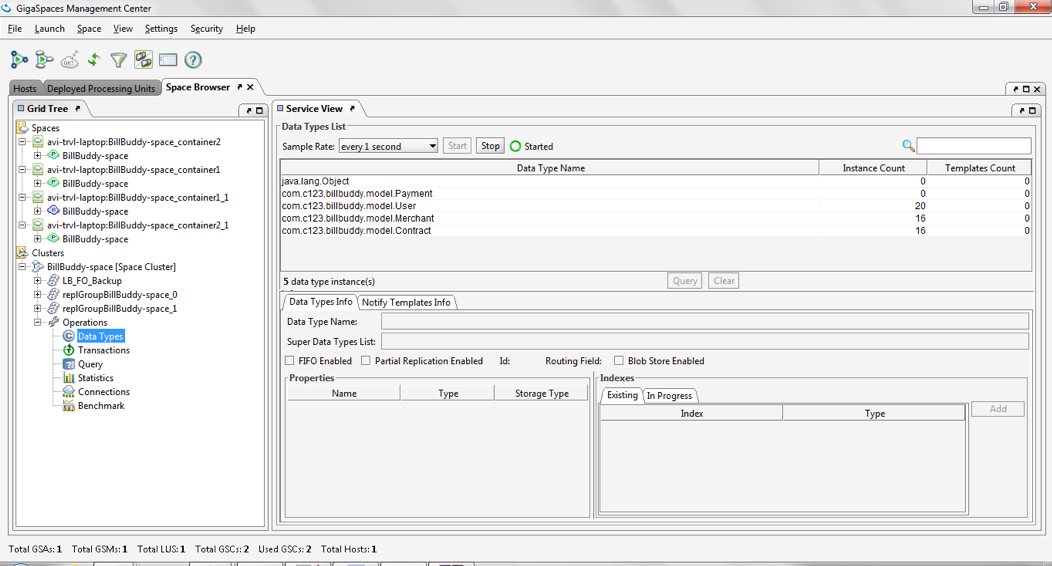 GigaSpaces Management Center
File Launch Space View Settings Security Help
Hosts Deployed Processing Units Space Browser
Grid Tree
Spaces
avi-trvl-laptop:BillBuddy-space_container2
BillBuddy-space
avi-trvl-laptop:BillBuddy-space_container1
BillBuddy-space
avi-trvl-laptop:BillBuddy-space_container1_1
BillBuddy-space
avi-trvl-laptop:BillBuddy-space_container2_1
BillBuddy-space
Clusters
BillBuddy-space [Space Cluster]
LB_FO_Backup
replGroupBillBuddy-space_0
replGroupBillBuddy-space_1
Operations
Data Types
Transactions
Query
Statistics
Connections
Benchmark
Service View
Data Types List
Sample Rate: every 1 second Start Stop Started
Data Type Name Instance Count Templates Count
java.lang.Object 0 0
com.c123.billbuddy.model.Payment 0 0
com.c123.billbuddy.model.User 20 0
com.c123.billbuddy.model.Merchant 16 0
com.c123.billbuddy.model.Contract 16 0
5 data type instance(s) Query Clear
Data Types Info Notify Templates Info
Data Type Name:
Super Data Types List:
FIFO Enabled Partial Replication Enabled Id: Routing Field: Blob Store Enabled
Properties
Name Type Storage Type
Indexes
Existing In Progress
Index Type
Add
Total GSAs: 1 Total GSMs: 1 Total LUS: 1 Total GSCs: 2 Used GSCs: 2 Total Hosts: 1